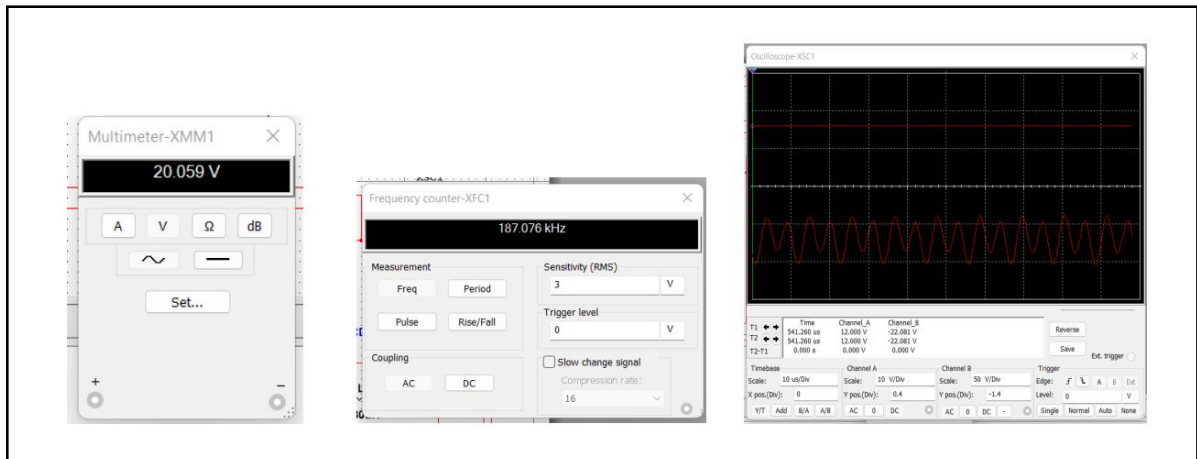 Multimeter-XMM1
20.059 V
A V Ω dB
Set...
+ -
Frequency counter-XFC1
187.076 kHz
Measurement
Freq Period
Pulse Rise/Fall
Coupling
AC DC
Sensitivity (RMS)
3 V
Trigger level
0 V
Slow change signal
Compression rate:
16
Oscilloscope-XSC1
Time Channel_A Channel_B
T1 541.260 us 12.000 V -22.081 V
T2 541.260 us 12.000 V -22.081 V
T2-T1 0.000 s 0.000 V 0.000 V
Reverse
Save
Ext. trigger
Timebase
Scale: 10 us/Div
X pos.(Div): 0
Y/T Add B/A A/B
Channel A
Scale: 10 V/Div
Y pos.(Div): 0.4
AC 0 DC
Channel B
Scale: 50 V/Div
Y pos.(Div): -1.4
AC 0 DC -
Trigger
Edge: A B Ext
Level: 0 V
Single Normal Auto None